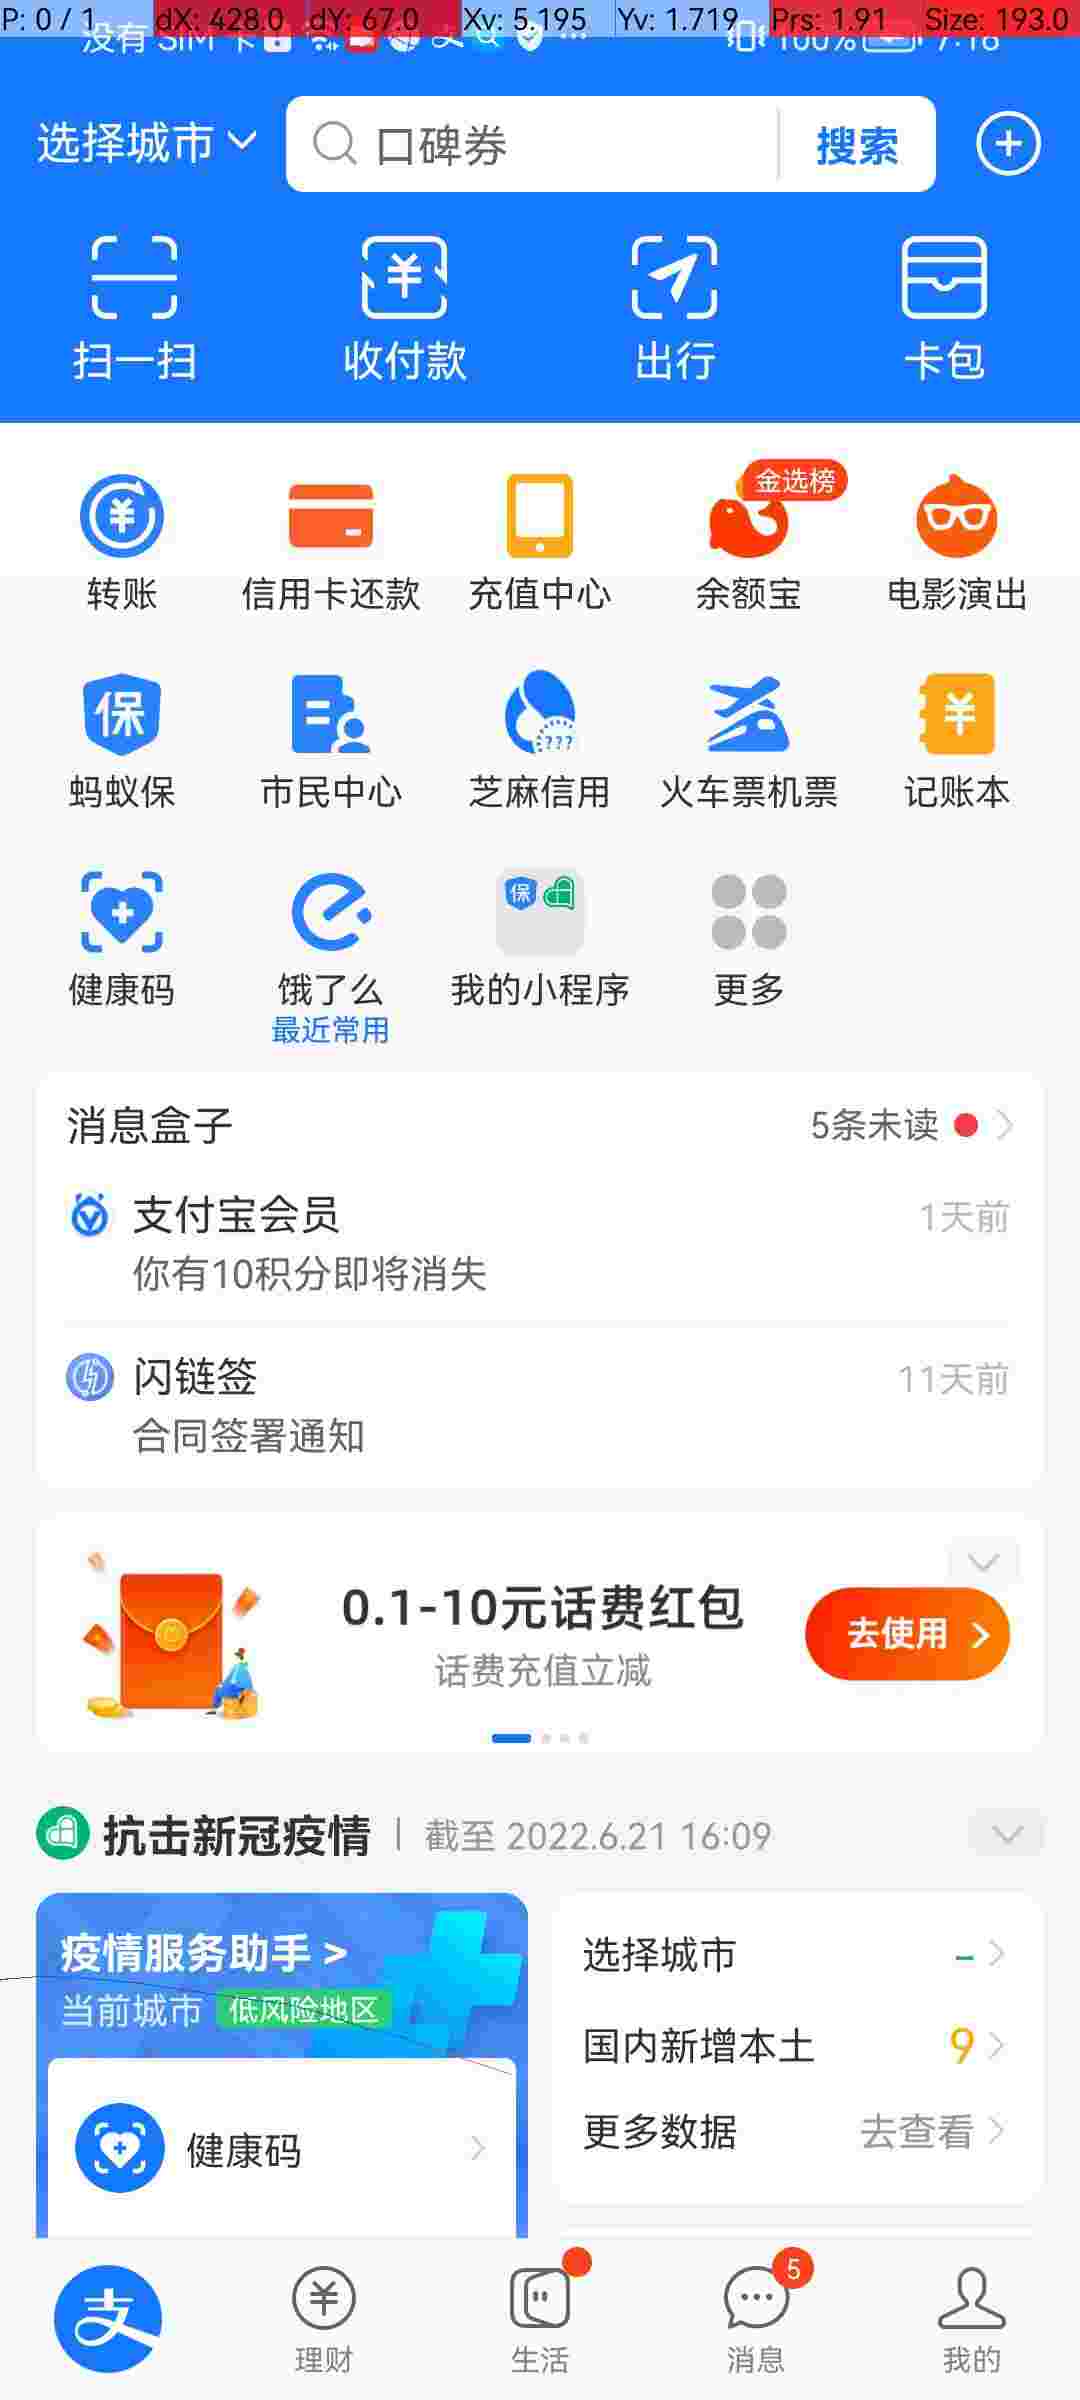 P: 0 / 1 dX: 428.0 dY: 67.0 Xv: 5.195 Yv: 1.719 Prs: 1.91 Size: 193.0
没有 SIM 卡 100% 7:16
选择城市 口碑券 搜索
扫一扫 收付款 出行 卡包
金选榜
转账 信用卡还款 充值中心 余额宝 电影演出
保 ???
蚂蚁保 市民中心 芝麻信用 火车票机票 记账本
保
健康码 饿了么 我的小程序 更多
最近常用
消息盒子 5条未读
支付宝会员 1天前
你有10积分即将消失
闪链签 11天前
合同签署通知
0.1-10元话费红包
去使用
话费充值立减
抗击新冠疫情 截至 2022.6.21 16:09
疫情服务助手 >
当前城市 低风险地区
健康码
选择城市 -
国内新增本土 9
更多数据 去查看
支 理财 生活 消息 5 我的